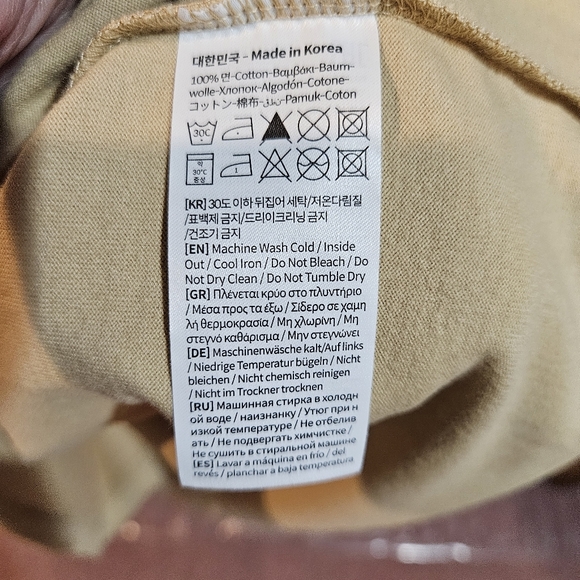 대한민국 - Made in Korea
100% 면-Cotton-Βαμβάκι-Baum-
wolle-Хлопок-Algodón-Cotone-
コットン-棉布-قطن-Pamuk-Coton
30C
약
30°C
중성
[KR] 30도 이하 뒤집어 세탁/저온다림질
/표백제 금지/드라이크리닝 금지
/건조기 금지
[EN] Machine Wash Cold / Inside
Out / Cool Iron / Do Not Bleach / Do
Not Dry Clean / Do Not Tumble Dry
[GR] Πλένεται κρύο στο πλυντήριο
/ Μέσα προς τα έξω / Σίδερο σε χαμη
λή θερμοκρασία / Μη χλωρίνη / Μη
στεγνό καθάρισμα / Μην στεγνώνει
[DE] Maschinenwäsche kalt/Auf links
/ Niedrige Temperatur bügeln / Nicht
bleichen / Nicht chemisch reinigen
/ Nicht im Trockner trocknen
[RU] Машинная стирка в холодн
ой воде / наизнанку / Утюг при н
изкой температуре / Не отбелив
ать / Не подвергать химчистке /
Не сушить в стиральной машине
[ES] Lavar a máquina en frío / del
revés / planchar a baja temperatura